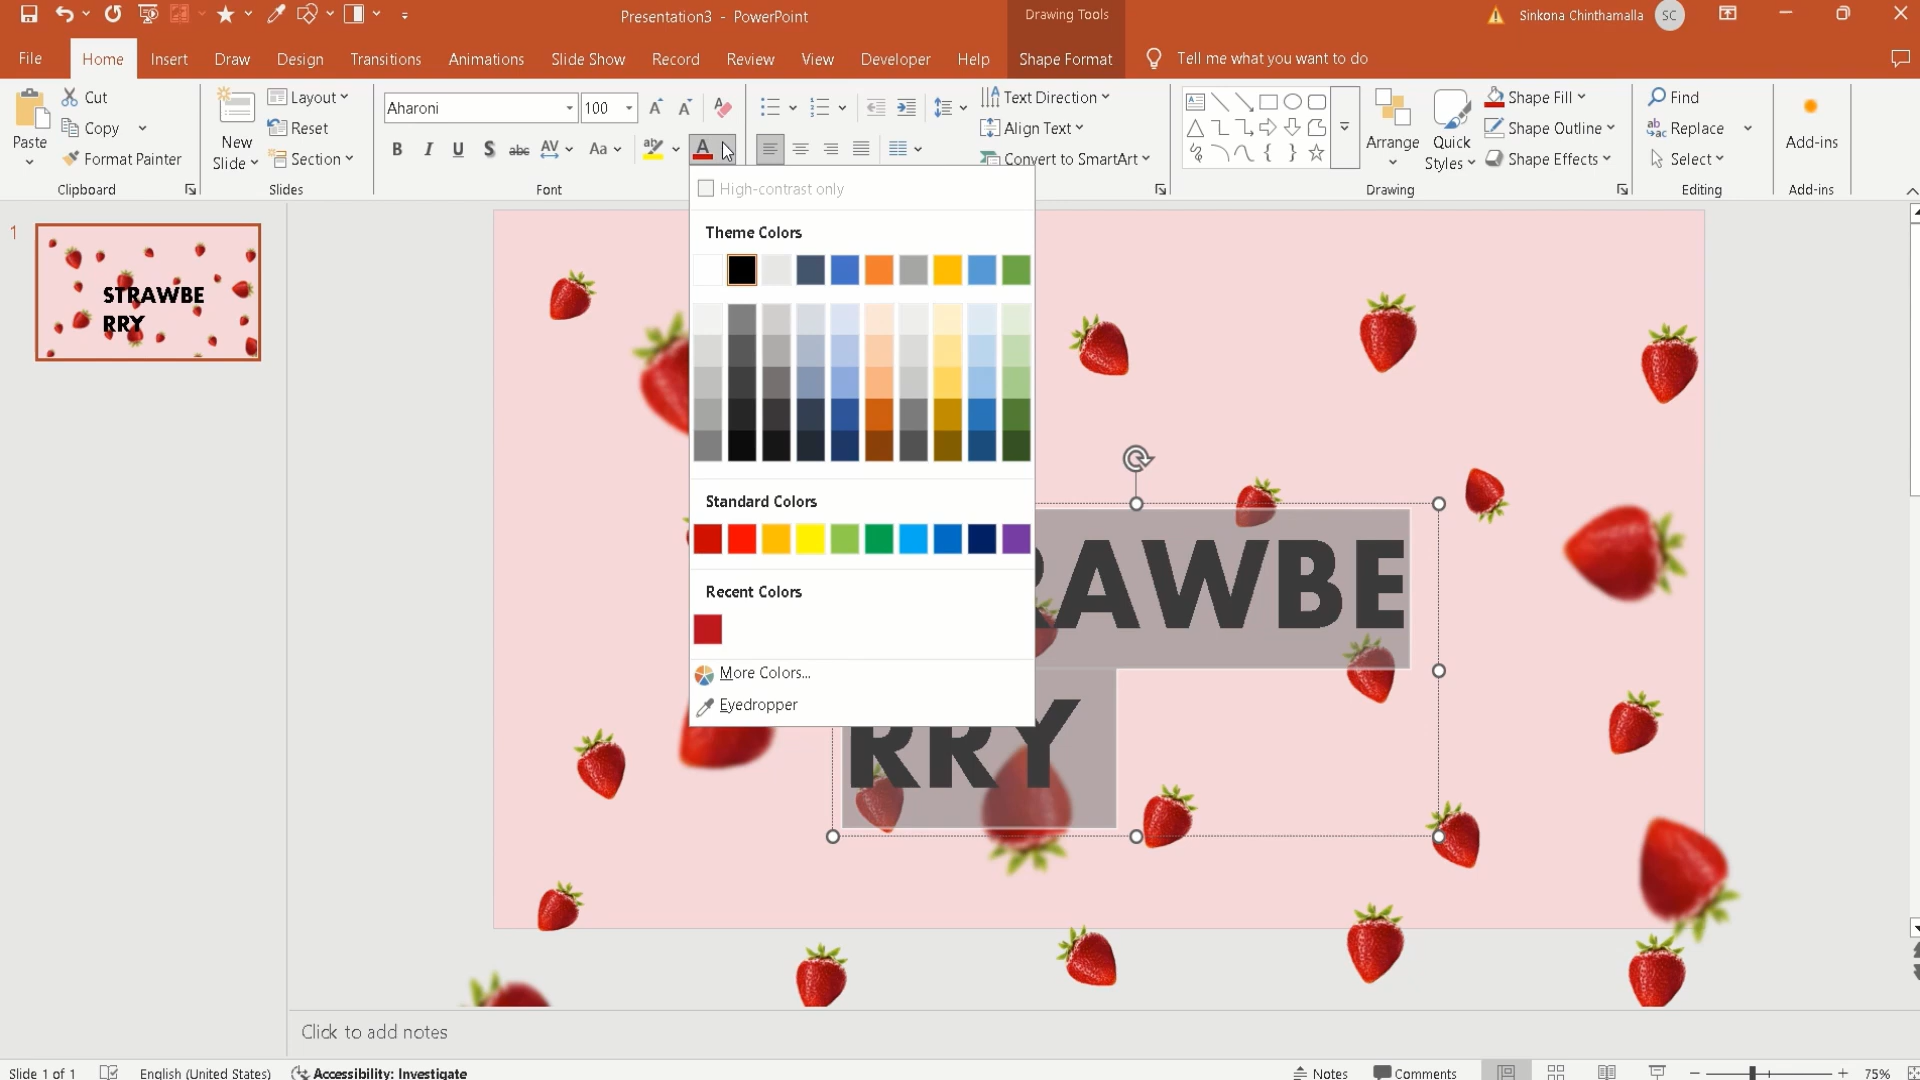 Presentation3 - PowerPoint
Drawing Tools
Sinkona Chinthamalla
SC
File
Home
Insert
Draw
Design
Transitions
Animations
Slide Show
Record
Review
View
Developer
Help
Shape Format
Tell me what you want to do
Paste
Cut
Copy
Format Painter
Clipboard
New
Slide
Layout
Reset
Section
Slides
Aharoni
100
B I U S abc AV Aa A
Font
Text Direction
Align Text
Convert to SmartArt
Arrange
Quick
Styles
Shape Fill
Shape Outline
Shape Effects
Drawing
Find
Replace
Select
Editing
Add-ins
Add-ins
High-contrast only
Theme Colors
Standard Colors
Recent Colors
More Colors...
Eyedropper
1
STRAWBE
RRY
RAWBE
RRY
Click to add notes
Slide 1 of 1
English (United States)
Accessibility: Investigate
Notes
Comments
75%